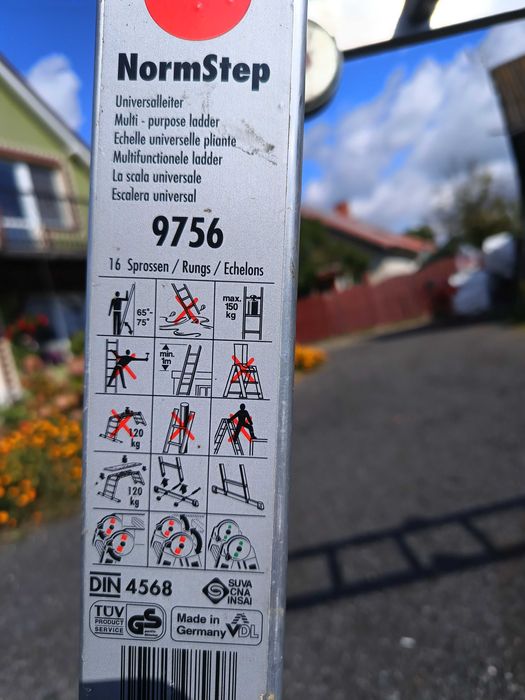 NormStep
Universalleiter
Multi - purpose ladder
Echelle universelle pliante
Multifunctionele ladder
La scala universale
Escalera universal
9756
16 Sprossen / Rungs / Echelons
65°-
75°
max.
150
kg
min.
1m
120
kg
120
kg
DIN 4568
SUVA
CNA
INSAI
TÜV
PRODUCT
SERVICE
GS
Made in
Germany
VDL